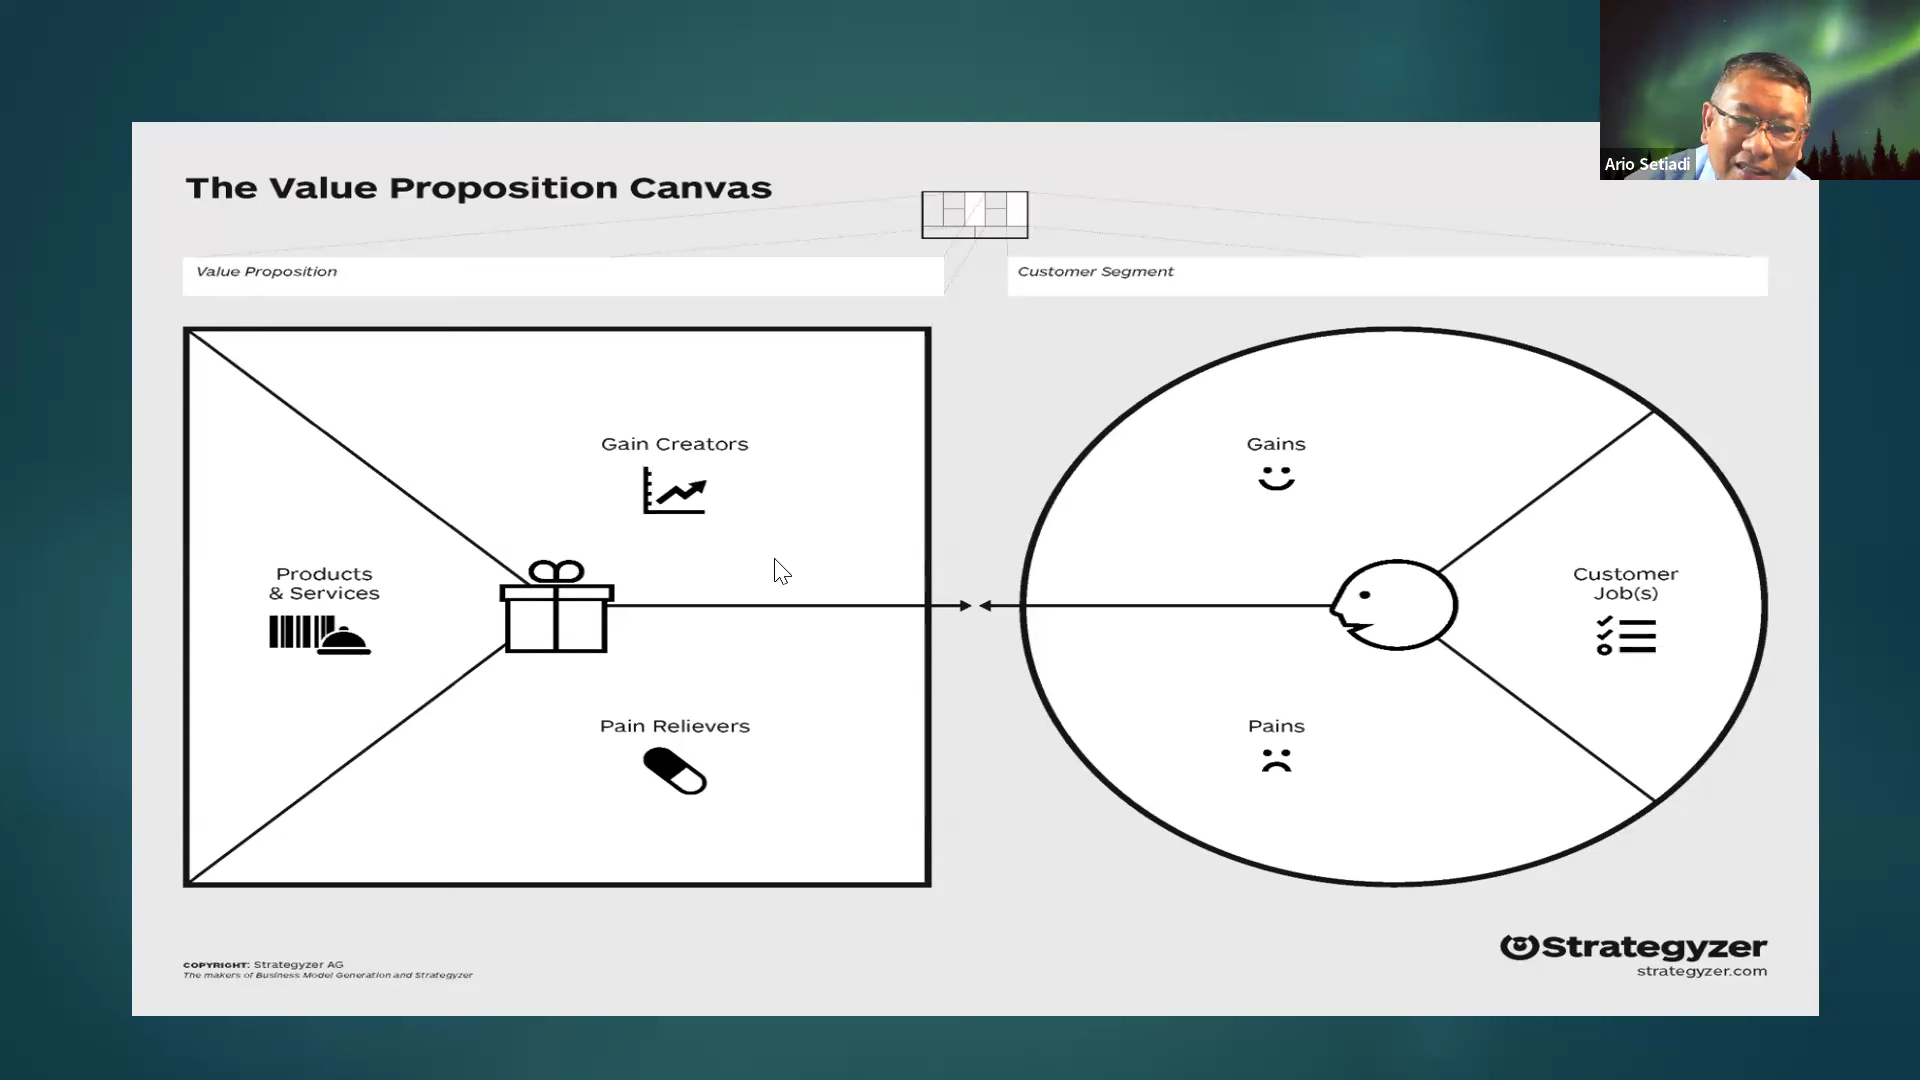 Ario Setiadi
The Value Proposition Canvas
Value Proposition
Customer Segment
Gain Creators
Gains
Products
& Services
Customer
Job(s)
Pain Relievers
Pains
COPYRIGHT: Strategyzer AG
The makers of Business Model Generation and Strategyzer
Strategyzer
strategyzer.com